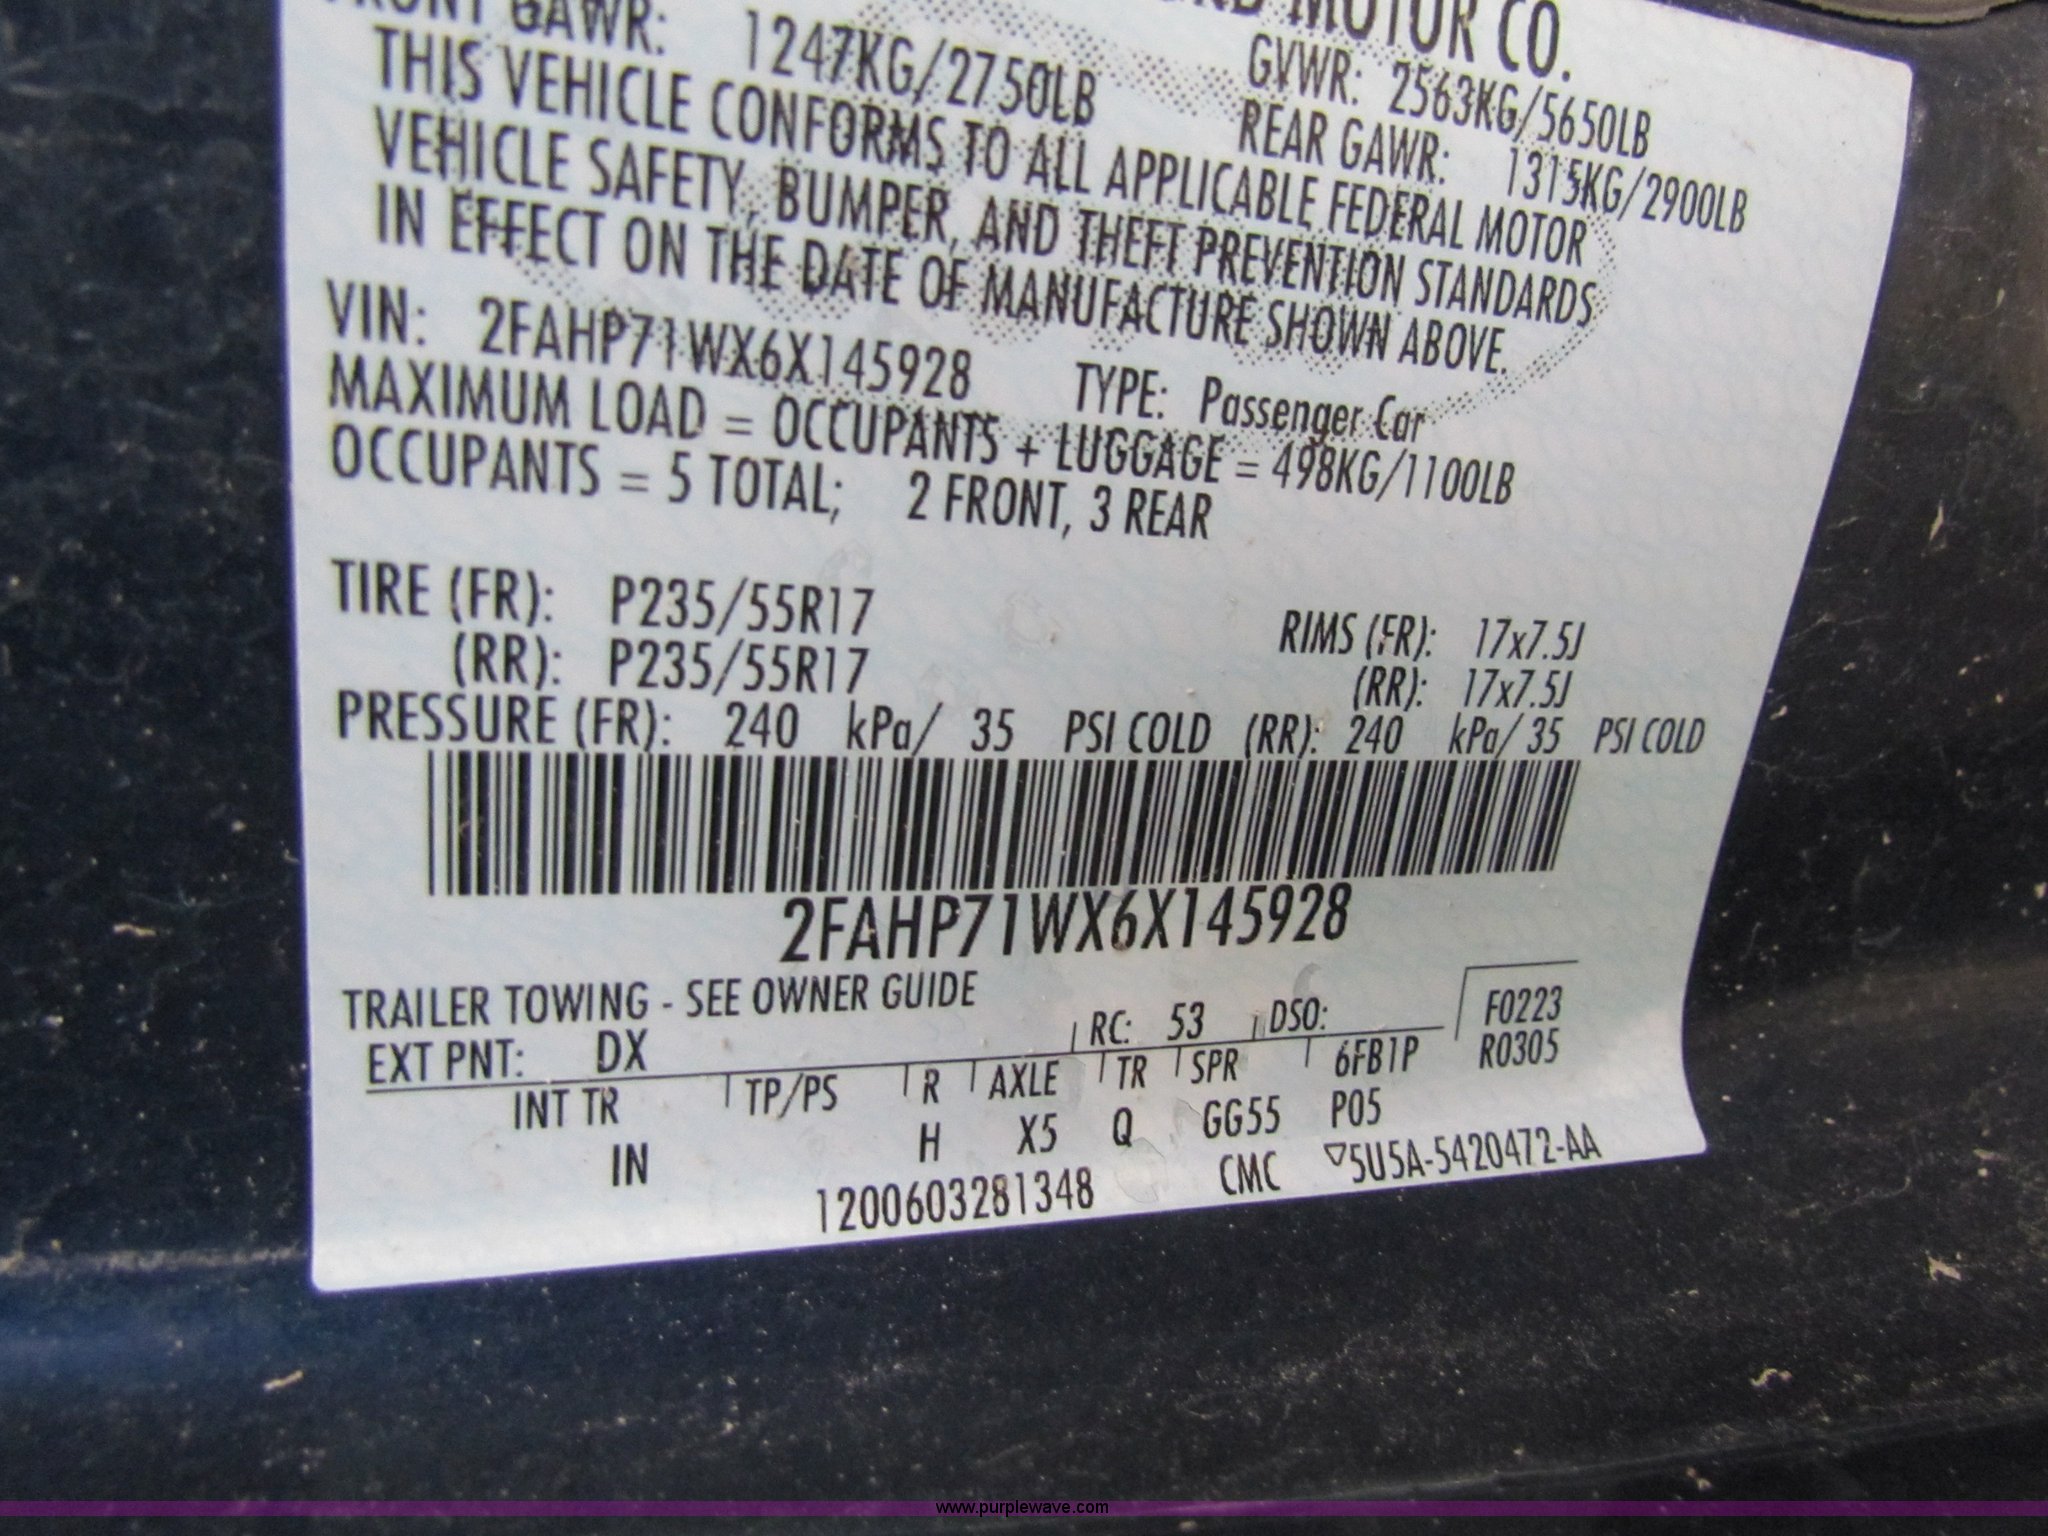 MOTOR CO.
FRONT GAWR: 1247KG/2750LB GVWR: 2563KG/5650LB
REAR GAWR: 1315KG/2900LB
THIS VEHICLE CONFORMS TO ALL APPLICABLE FEDERAL MOTOR
VEHICLE SAFETY, BUMPER, AND THEFT PREVENTION STANDARDS
IN EFFECT ON THE DATE OF MANUFACTURE SHOWN ABOVE.
VIN: 2FAHP71WX6X145928 TYPE: Passenger Car
MAXIMUM LOAD = OCCUPANTS + LUGGAGE = 498KG/1100LB
OCCUPANTS = 5 TOTAL; 2 FRONT, 3 REAR
TIRE (FR): P235/55R17 RIMS (FR): 17x7.5J
(RR): P235/55R17 (RR): 17x7.5J
PRESSURE (FR): 240 kPa/ 35 PSI COLD (RR): 240 kPa/ 35 PSI COLD
2FAHP71WX6X145928
TRAILER TOWING - SEE OWNER GUIDE
EXT PNT: DX RC: 53 DSO: F0223
INT TR TP/PS R AXLE TR SPR 6FB1P R0305
IN H X5 Q GG55 P05
1200603281348 CMC ▽5U5A-5420472-AA
www.purplewave.com